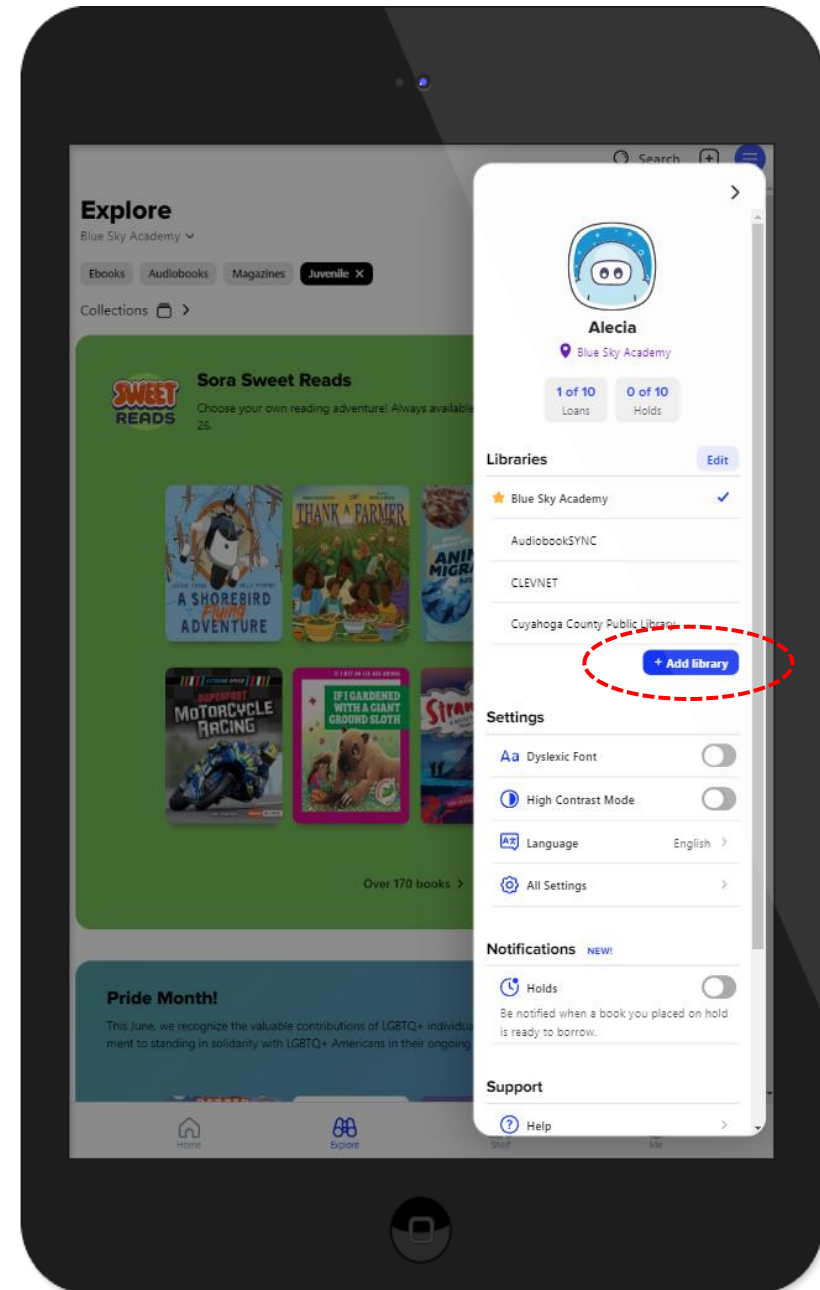 Search
Explore
Blue Sky Academy
Ebooks Audiobooks Magazines Juvenile X
Collections
SWEET READS
Sora Sweet Reads
Choose your own reading adventure! Always available
26.
A SHOREBIRD
Flying
ADVENTURE
THANK A FARMER
ANI
MIGRA
SUPERFAST
MOTORCYCLE
RACING
IF I GARDENED
WITH A GIANT
GROUND SLOTH
Over 170 books >
Pride Month!
This June, we recognize the valuable contributions of LGBTQ+ individua
ment to standing in solidarity with LGBTQ+ Americans in their ongoing
Home
Explore
Shelf
Me
Alecia
Blue Sky Academy
1 of 10
Loans
0 of 10
Holds
Libraries
Edit
Blue Sky Academy
AudiobookSYNC
CLEVNET
Cuyahoga County Public Library
+ Add library
Settings
Aa Dyslexic Font
High Contrast Mode
Language English >
All Settings >
Notifications NEW!
Holds
Be notified when a book you placed on hold
is ready to borrow.
Support
? Help >